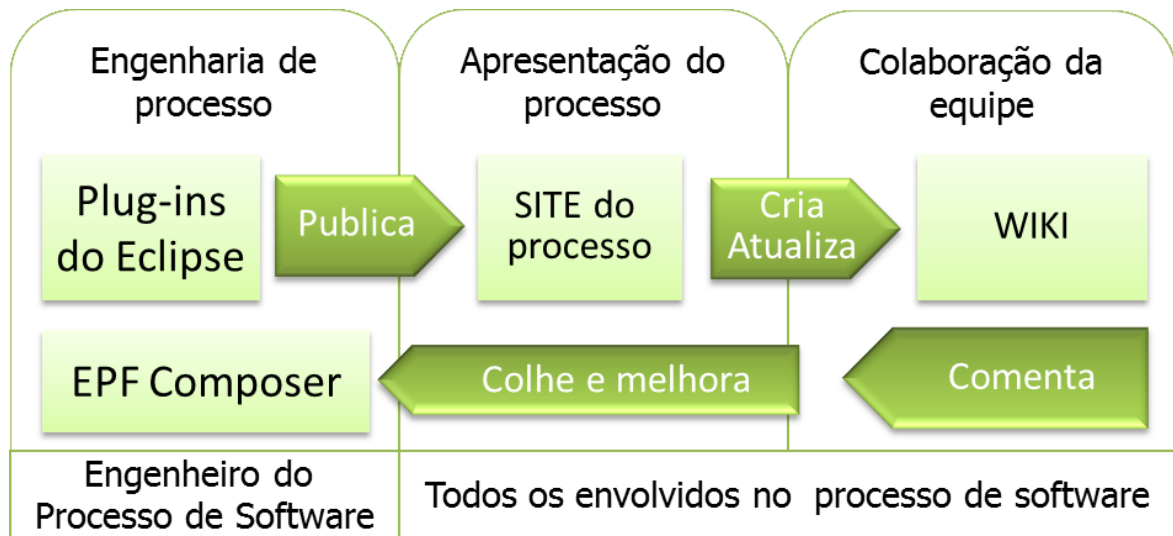 Engenharia de
processo
Apresentação do
processo
Colaboração da
equipe
Plug-ins
do Eclipse
Publica
SITE do
processo
Cria
Atualiza
WIKI
EPF Composer
Colhe e melhora
Comenta
Engenheiro do
Processo de Software
Todos os envolvidos no processo de software